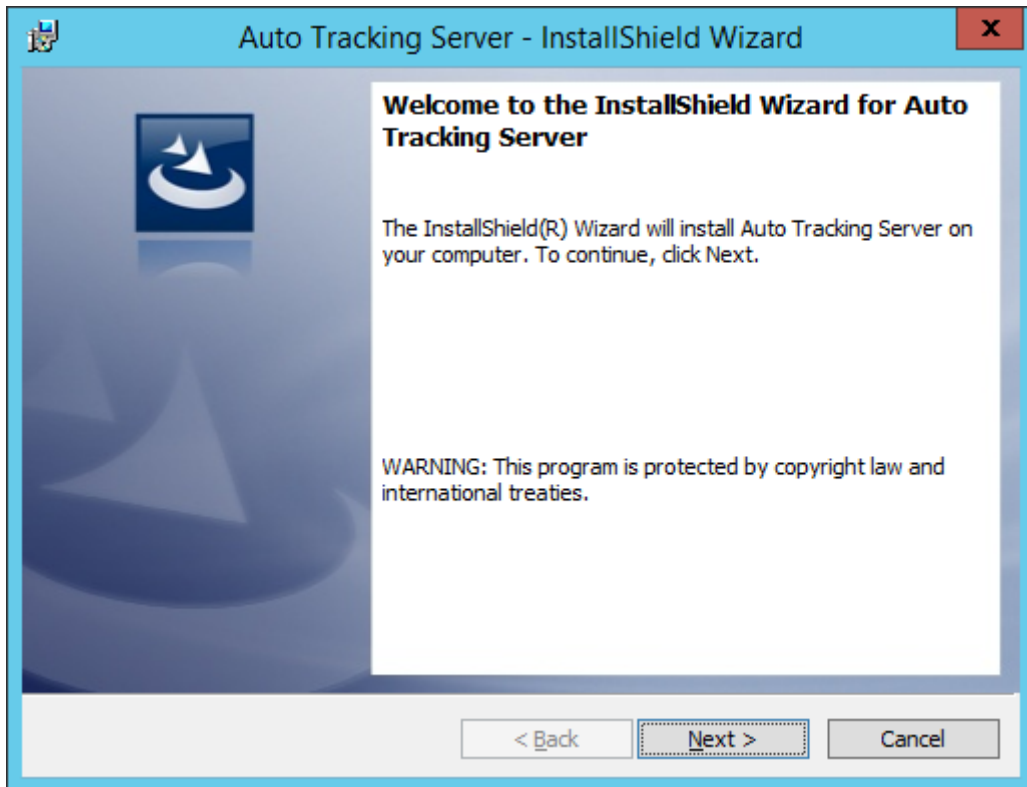 Auto Tracking Server - InstallShield Wizard
x
Welcome to the InstallShield Wizard for Auto
Tracking Server
The InstallShield(R) Wizard will install Auto Tracking Server on
your computer. To continue, click Next.
WARNING: This program is protected by copyright law and
international treaties.
< Back
Next >
Cancel